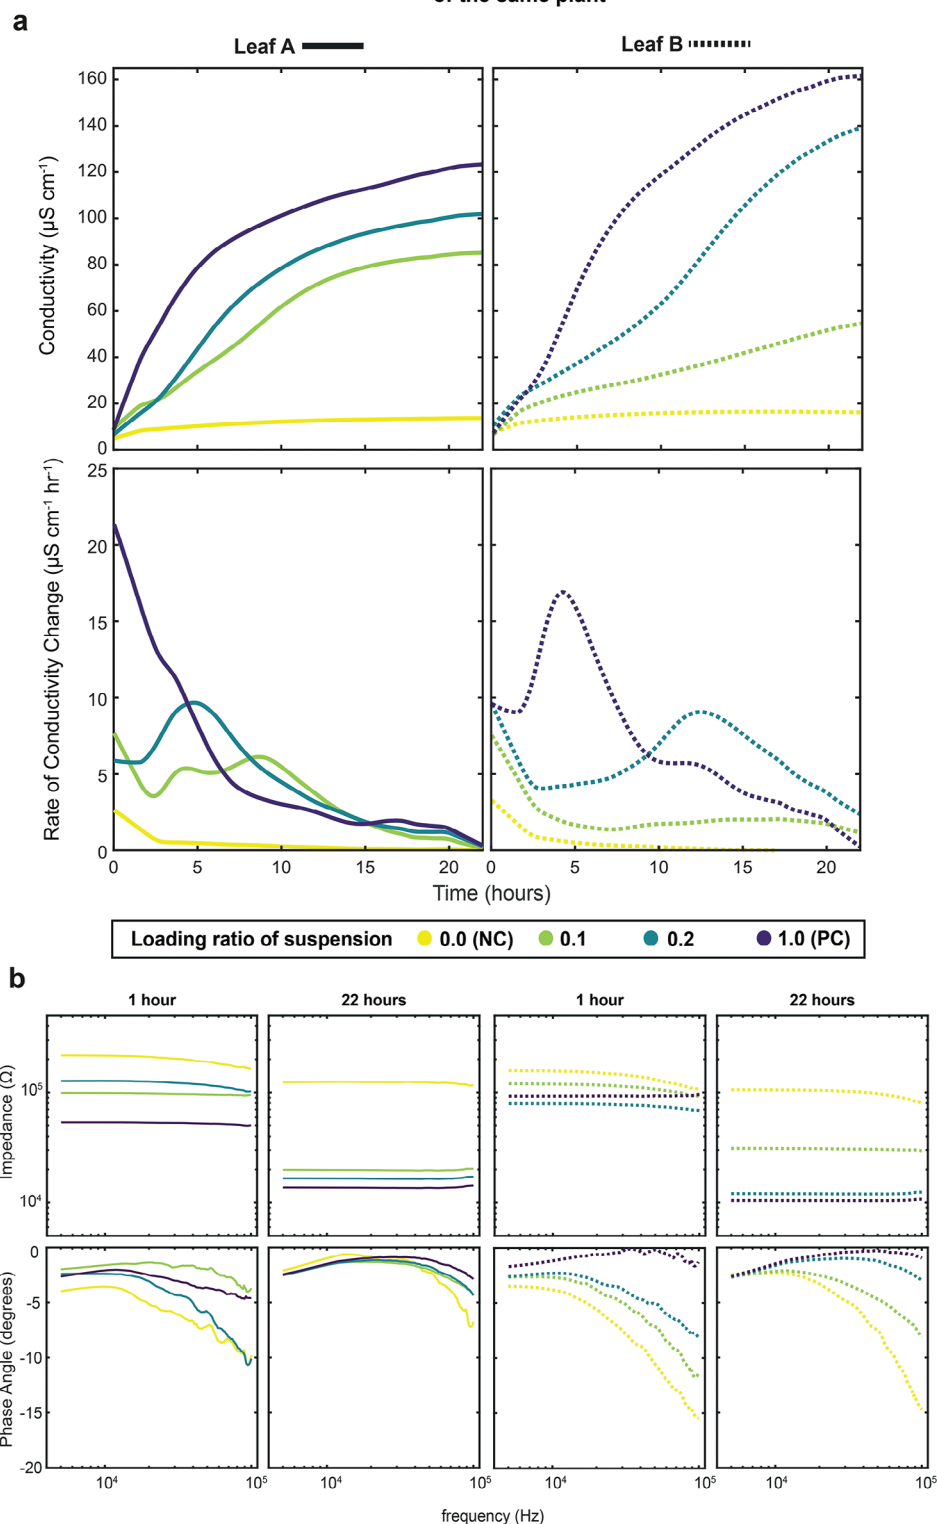 of the same plant
a
Leaf A
Leaf B
Conductivity (µS cm⁻¹)
160
140
120
100
80
60
40
20
0
Rate of Conductivity Change (µS cm⁻¹ hr⁻¹)
25
20
15
10
5
0
0 5 10 15 20 0 5 10 15 20
Time (hours)
Loading ratio of suspension 0.0 (NC) 0.1 0.2 1.0 (PC)
b
1 hour 22 hours 1 hour 22 hours
Impedance (Ω)
10⁵
10⁴
Phase Angle (degrees)
0
-5
-10
-15
-20
10⁴ 10⁵ 10⁴ 10⁵ 10⁴ 10⁵ 10⁴ 10⁵
frequency (Hz)